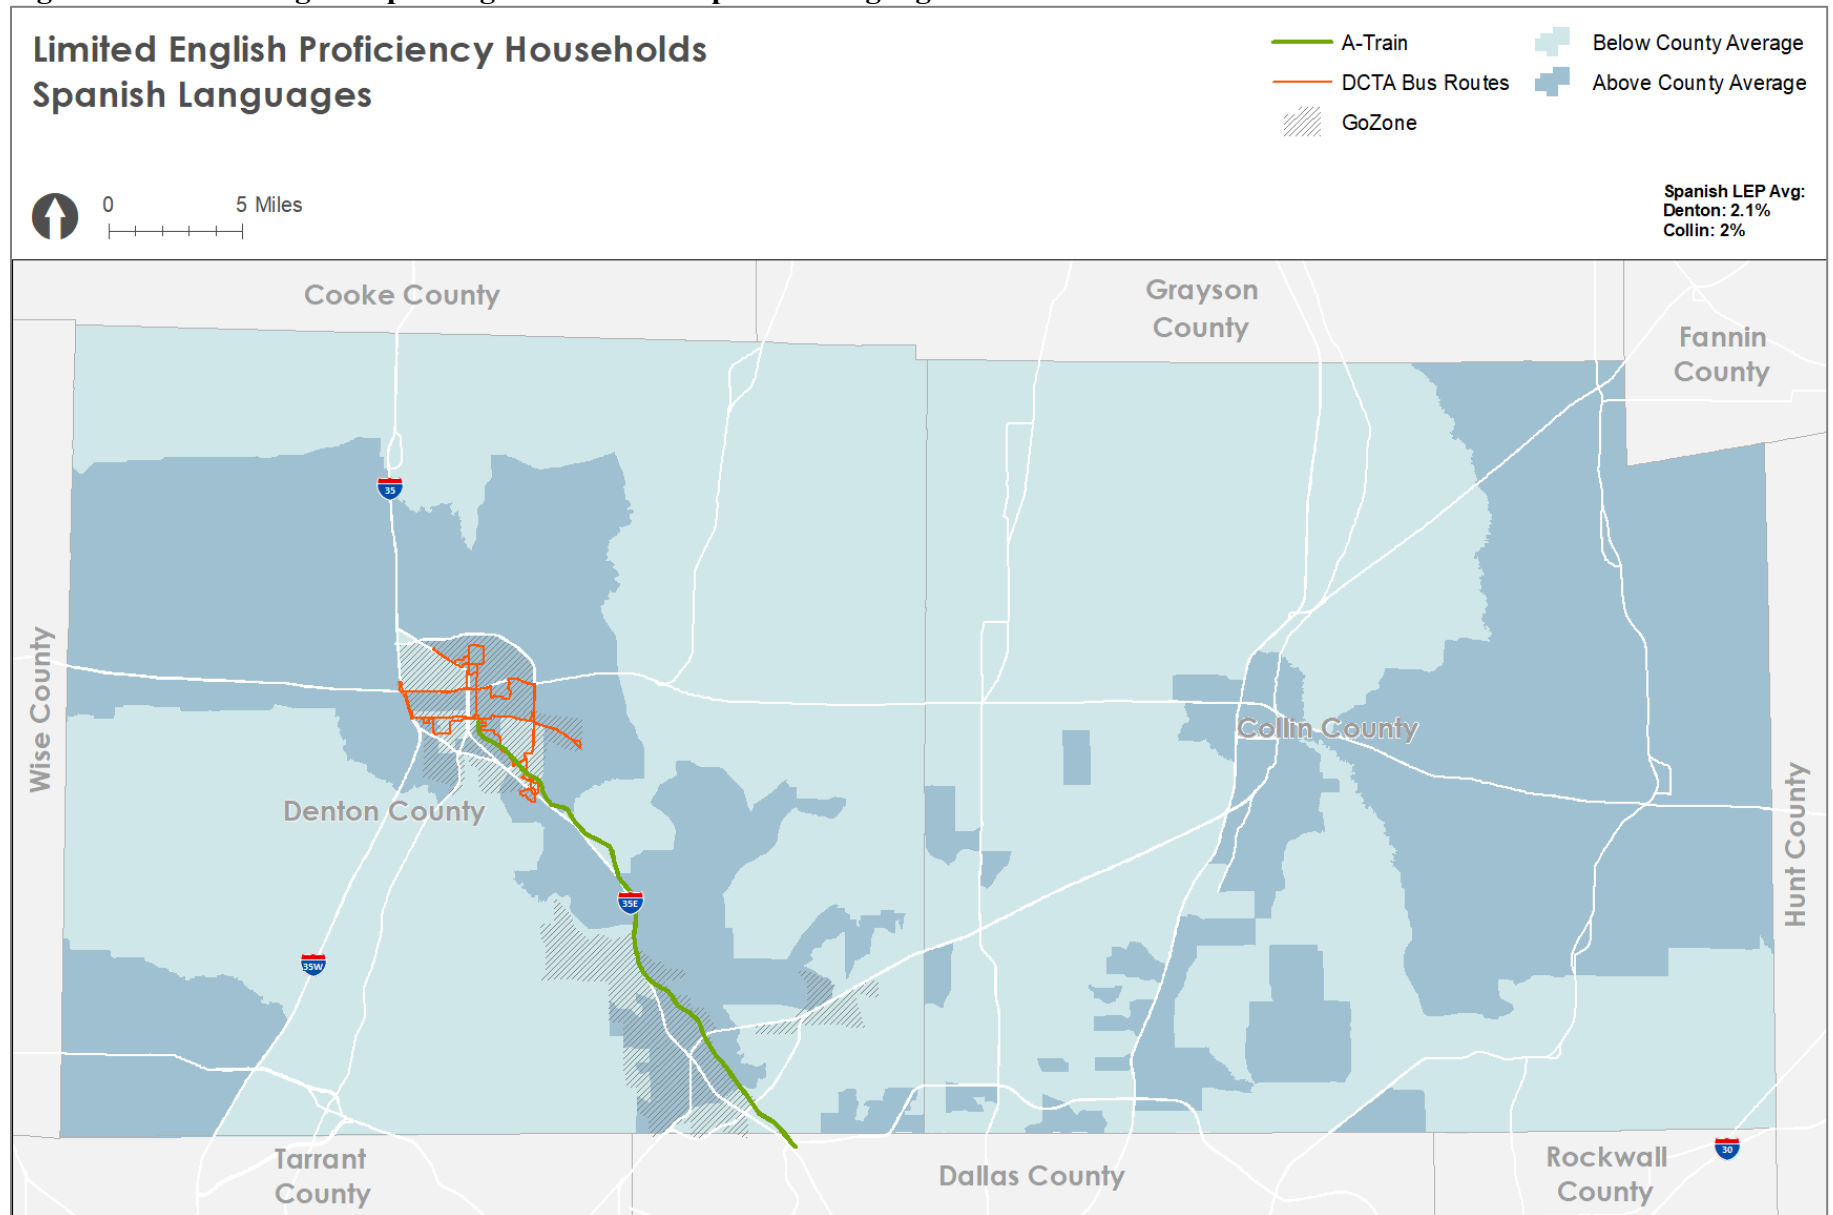 Limited English Proficiency Households
Spanish Languages
A-Train
DCTA Bus Routes
GoZone
Below County Average
Above County Average
0 5 Miles
Spanish LEP Avg:
Denton: 2.1%
Collin: 2%
Cooke County
Grayson
County
Fannin
County
35
Wise County
Collin County
Denton County
Hunt County
35E
35W
Tarrant
County
Dallas County
Rockwall
County
30